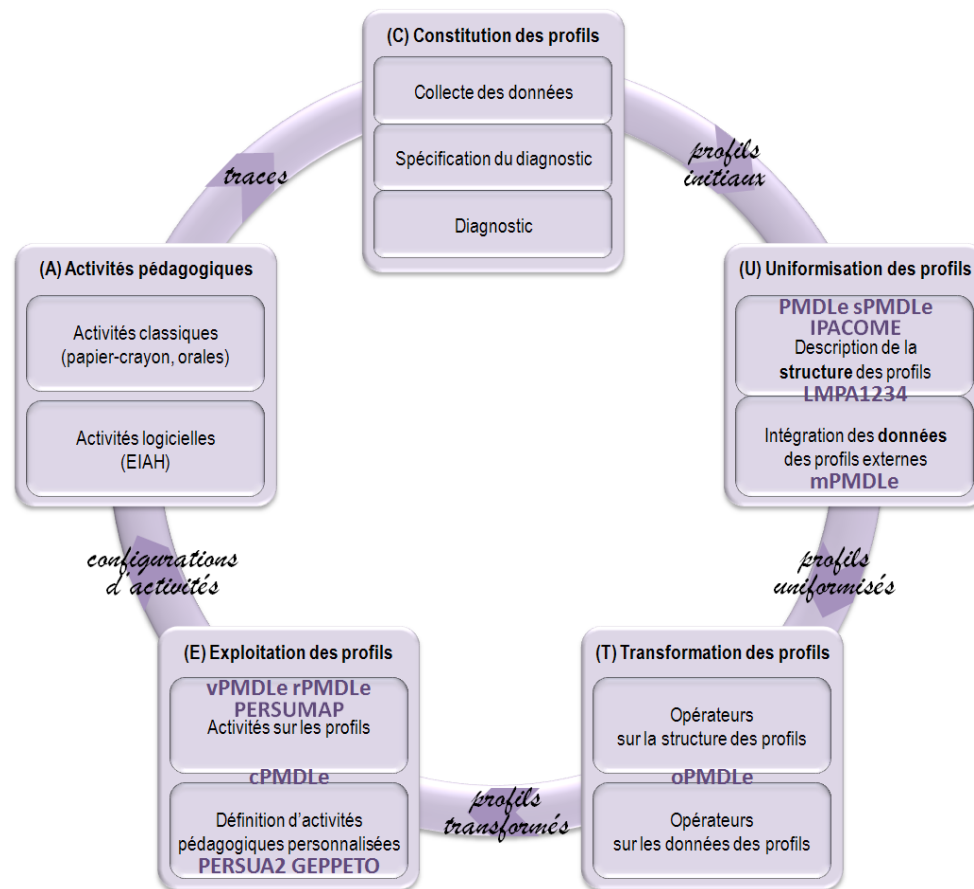 (C) Constitution des profils
Collecte des données
Spécification du diagnostic
Diagnostic
traces
profils
initiaux
(A) Activités pédagogiques
Activités classiques
(papier-crayon, orales)
Activités logicielles
(EIAH)
(U) Uniformisation des profils
PMDLe sPMDLe
IPACOME
Description de la
structure des profils
LMPA1234
Intégration des données
des profils externes
mPMDLe
configurations
d'activités
profils
uniformisés
(E) Exploitation des profils
vPMDLe rPMDLe
PERSUMAP
Activités sur les profils
cPMDLe
Définition d'activités
pédagogiques personnalisées
PERSUA2 GEPPETO
profils
transformés
(T) Transformation des profils
Opérateurs
sur la structure des profils
oPMDLe
Opérateurs
sur les données des profils